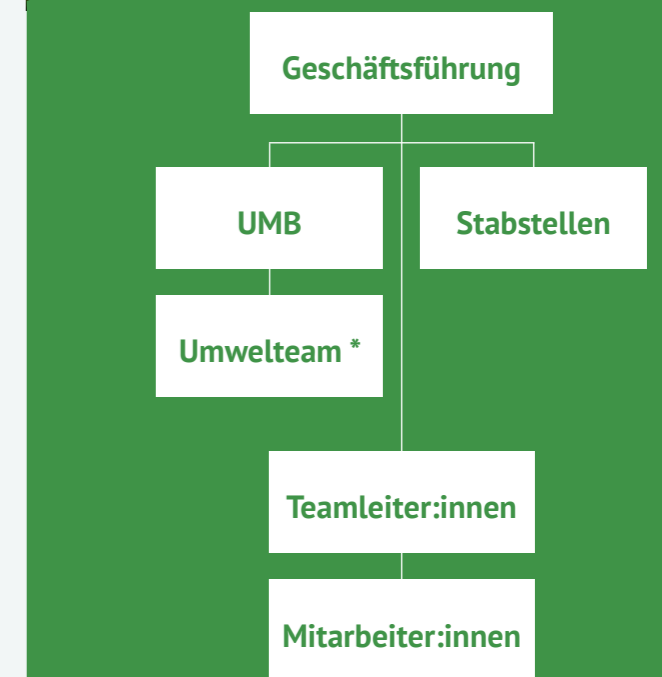 Geschäftsführung
UMB
Stabstellen
Umwelteam *
Teamleiter:innen
Mitarbeiter:innen